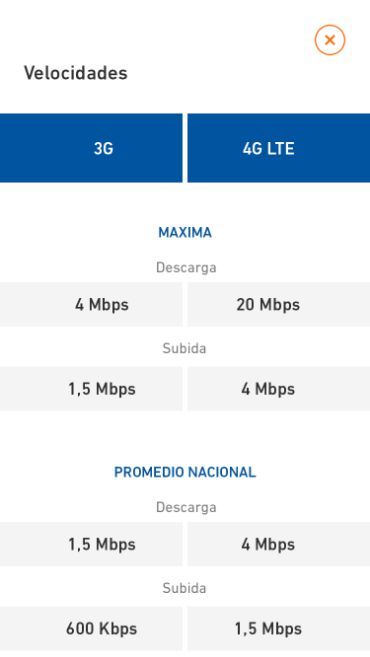 Velocidades
3G 4G LTE
MAXIMA
Descarga
4 Mbps 20 Mbps
Subida
1,5 Mbps 4 Mbps
PROMEDIO NACIONAL
Descarga
1,5 Mbps 4 Mbps
Subida
600 Kbps 1,5 Mbps